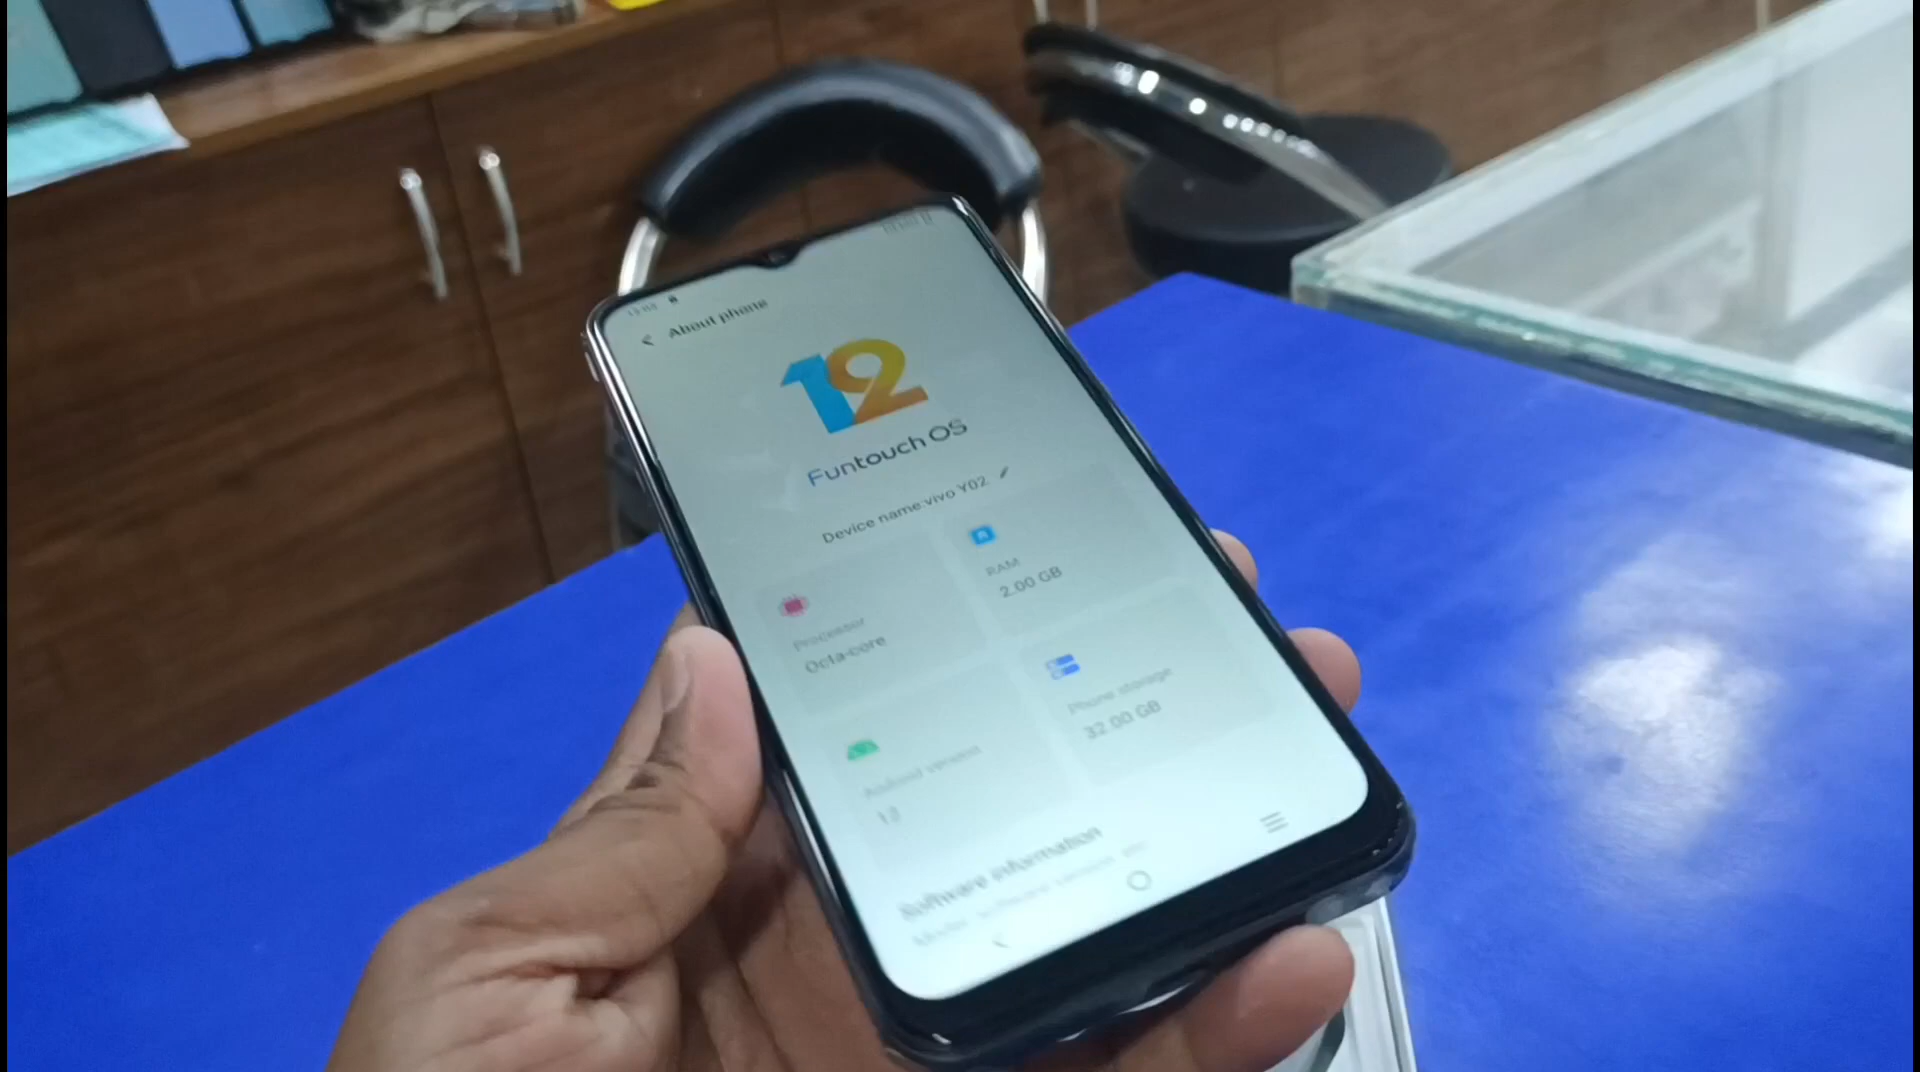 About phone
12
Funtouch OS
Device name:vivo Y02
Processor
Octa-core
RAM
2.00 GB
Android version
12
Phone storage
32.00 GB
Software information